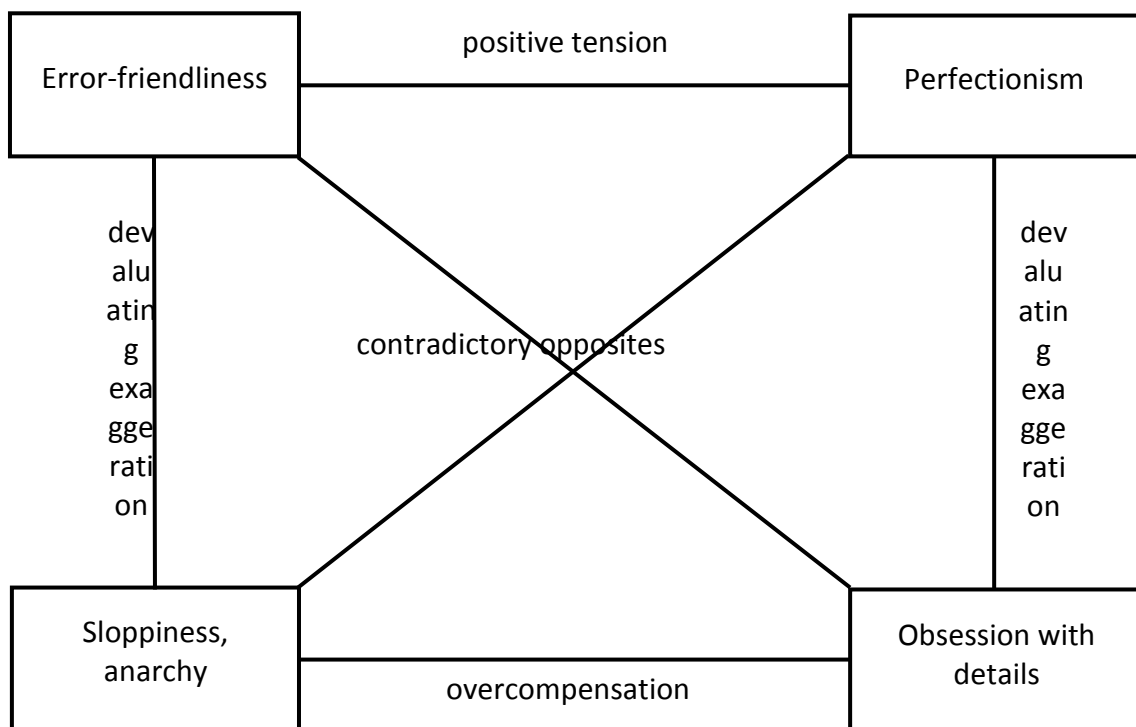 positive tension
Error-friendliness
Perfectionism
dev
alu
atin
g
exa
gge
rati
on
contradictory opposites
dev
alu
atin
g
exa
gge
rati
on
Sloppiness,
anarchy
Obsession with
details
overcompensation